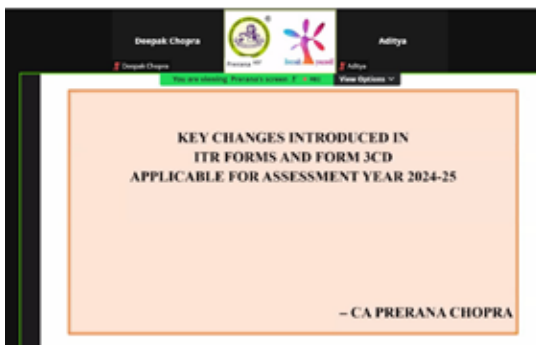 Deepak Chopra
Aditya
Deepak Chopra
Aditya
You are viewing Prerana's screen
View Options
KEY CHANGES INTRODUCED IN
ITR FORMS AND FORM 3CD
APPLICABLE FOR ASSESSMENT YEAR 2024-25
– CA PRERANA CHOPRA